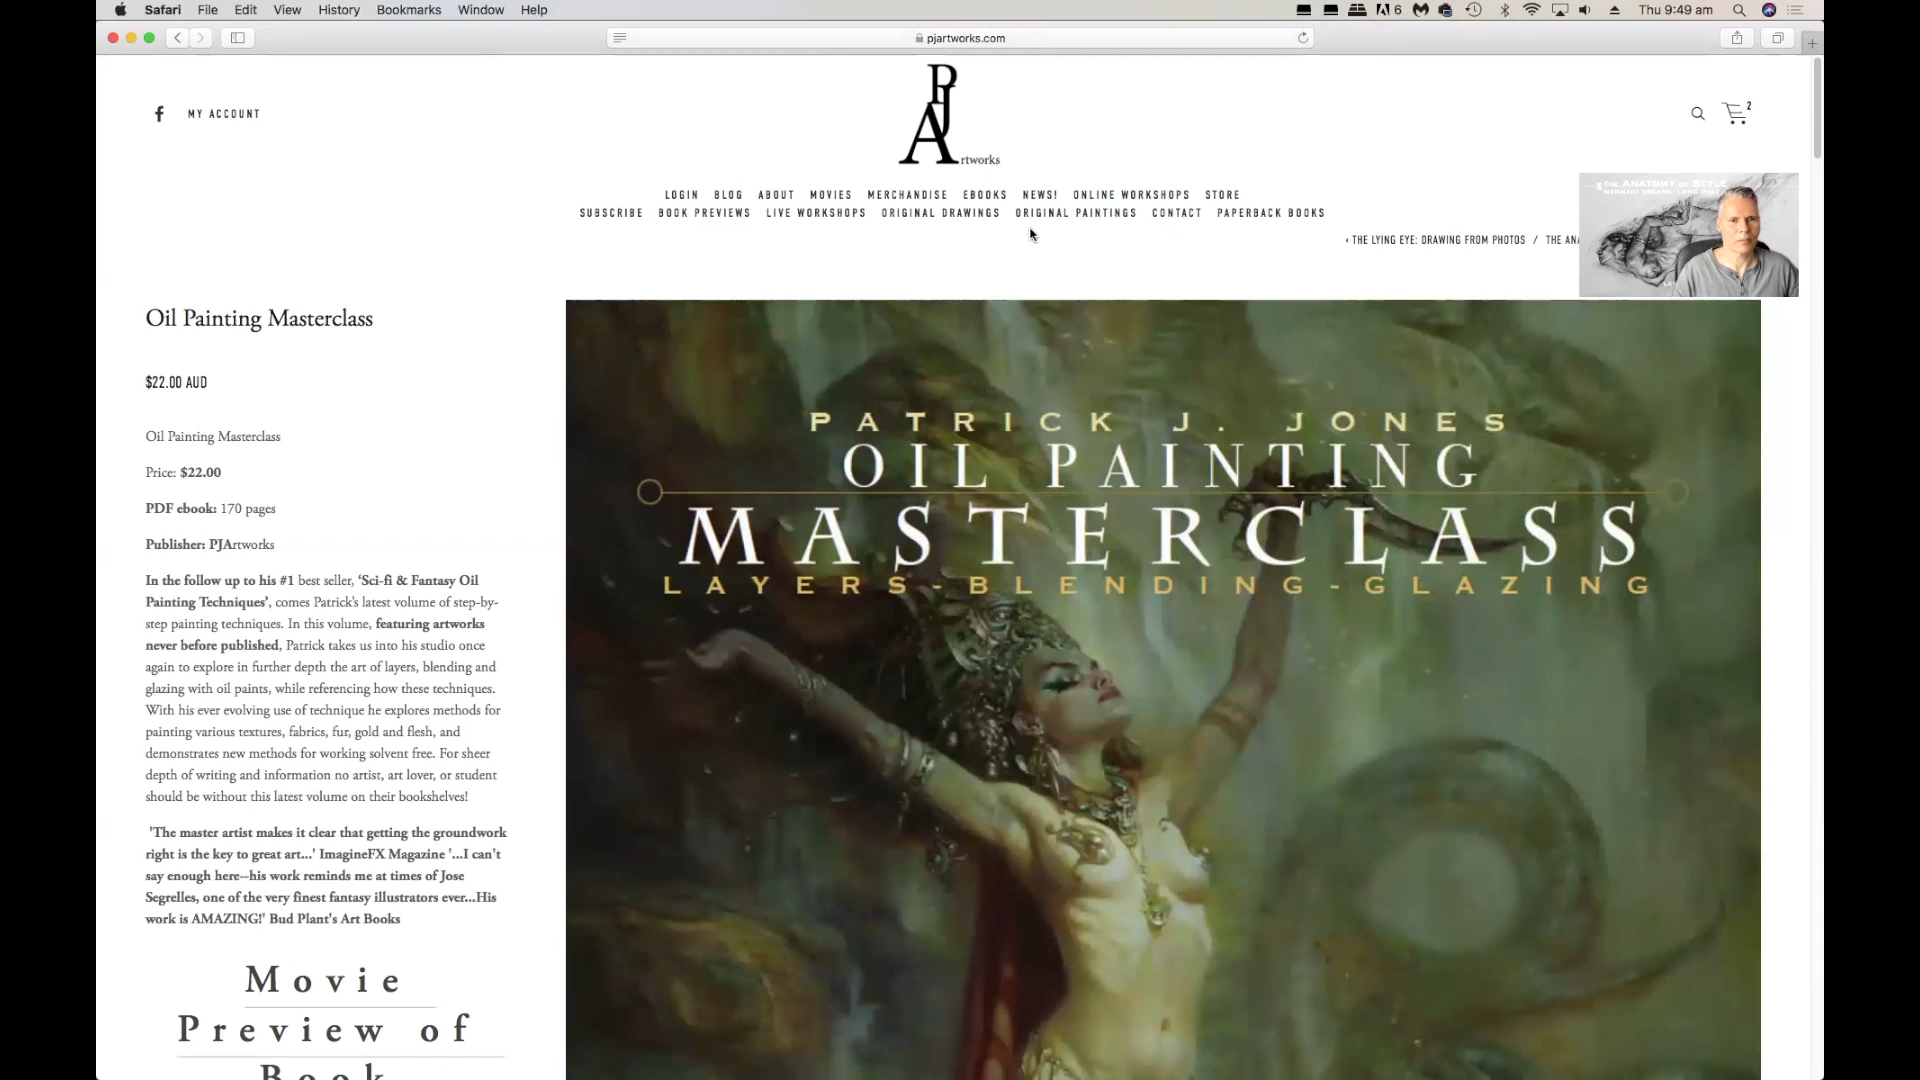 Safari File Edit View History Bookmarks Window Help 6 Thu 9:49 am
pjartworks.com
MY ACCOUNT
PJArtworks
2
LOGIN BLOG ABOUT MOVIES MERCHANDISE EBOOKS NEWS! ONLINE WORKSHOPS STORE
SUBSCRIBE BOOK PREVIEWS LIVE WORKSHOPS ORIGINAL DRAWINGS ORIGINAL PAINTINGS CONTACT PAPERBACK BOOKS
‹ THE LYING EYE: DRAWING FROM PHOTOS / THE ANA
THE ANATOMY OF STYLE
Oil Painting Masterclass
$22.00 AUD
Oil Painting Masterclass
Price: $22.00
PDF ebook: 170 pages
Publisher: PJArtworks
In the follow up to his #1 best seller, ‘Sci-fi & Fantasy Oil
Painting Techniques’, comes Patrick’s latest volume of step-by-
step painting techniques. In this volume, featuring artworks
never before published, Patrick takes us into his studio once
again to explore in further depth the art of layers, blending and
glazing with oil paints, while referencing how these techniques.
With his ever evolving use of technique he explores methods for
painting various textures, fabrics, fur, gold and flesh, and
demonstrates new methods for working solvent free. For sheer
depth of writing and information no artist, art lover, or student
should be without this latest volume on their bookshelves!
'The master artist makes it clear that getting the groundwork
right is the key to great art...' ImagineFX Magazine '...I can't
say enough here–his work reminds me at times of Jose
Segrelles, one of the very finest fantasy illustrators ever...His
work is AMAZING!' Bud Plant's Art Books
Movie
Preview of
Book
PATRICK J. JONES
OIL PAINTING
MASTERCLASS
LAYERS-BLENDING-GLAZING